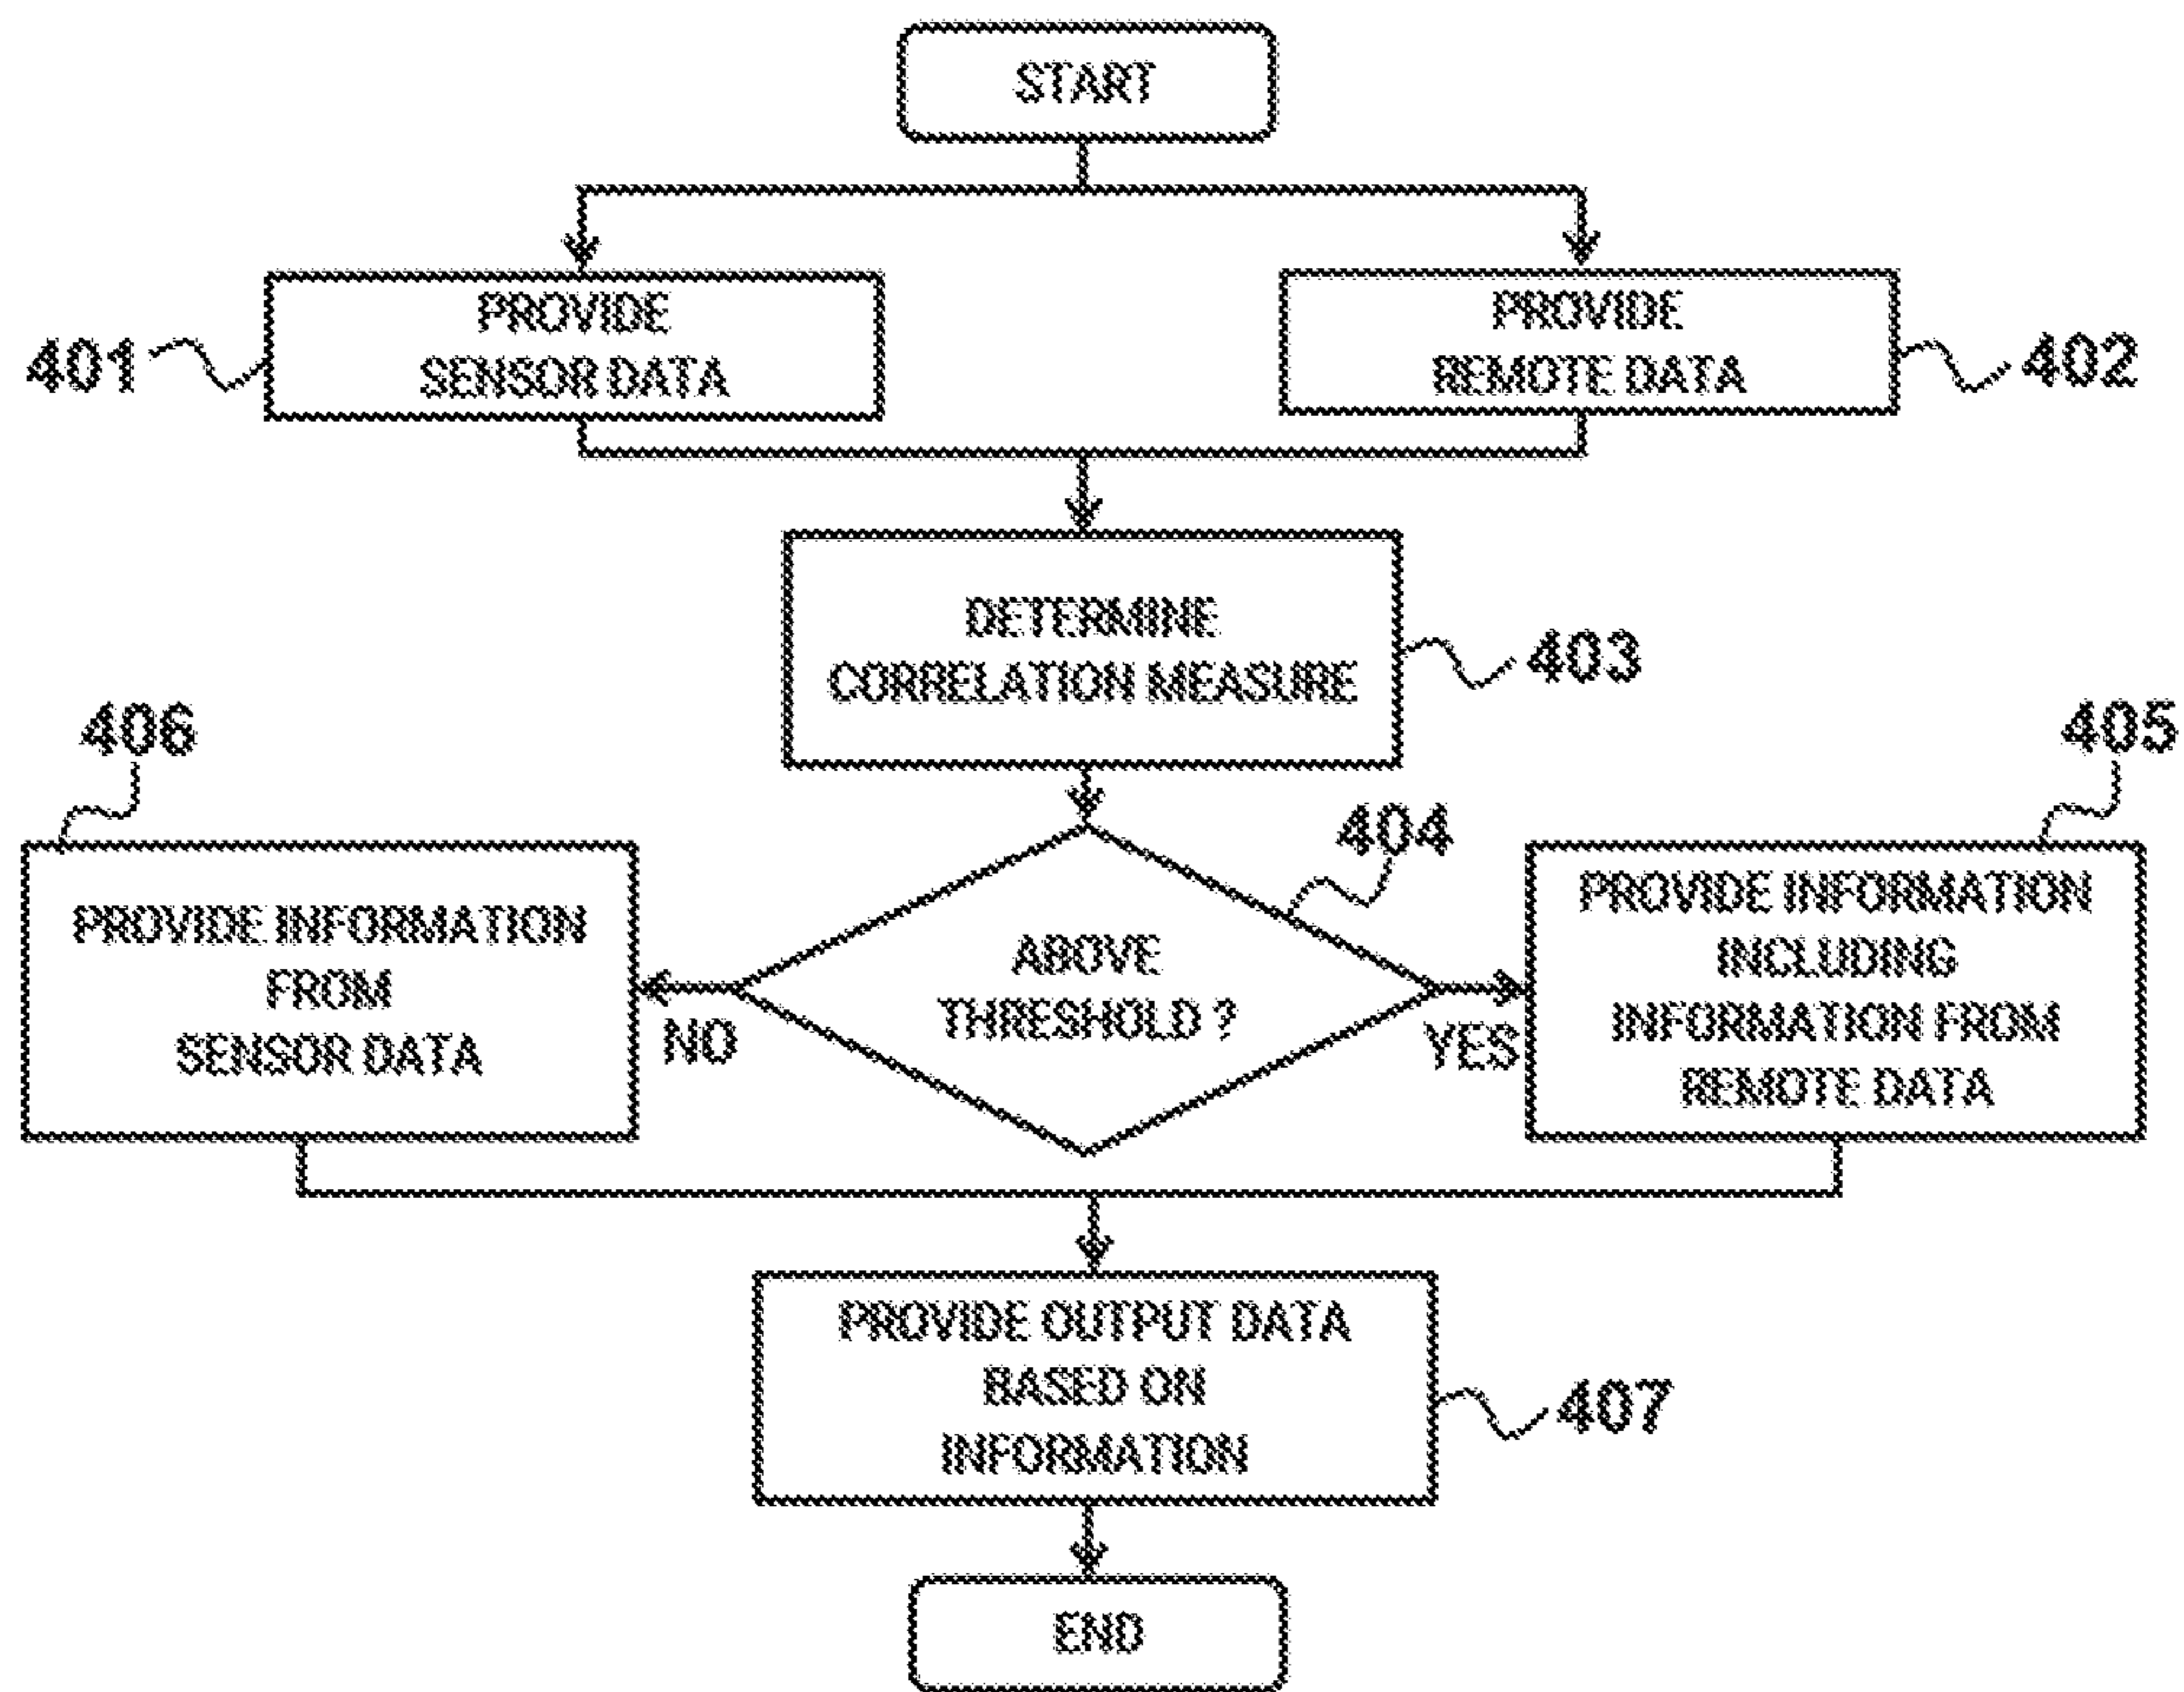 START
PROVIDE
SENSOR DATA
401
PROVIDE
REMOTE DATA
402
DETERMINE
CORRELATION MEASURE
403
406
405
404
PROVIDE INFORMATION
FROM
SENSOR DATA
NO
ABOVE
THRESHOLD ?
YES
PROVIDE INFORMATION
INCLUDING
INFORMATION FROM
REMOTE DATA
PROVIDE OUTPUT DATA
BASED ON
INFORMATION
407
END